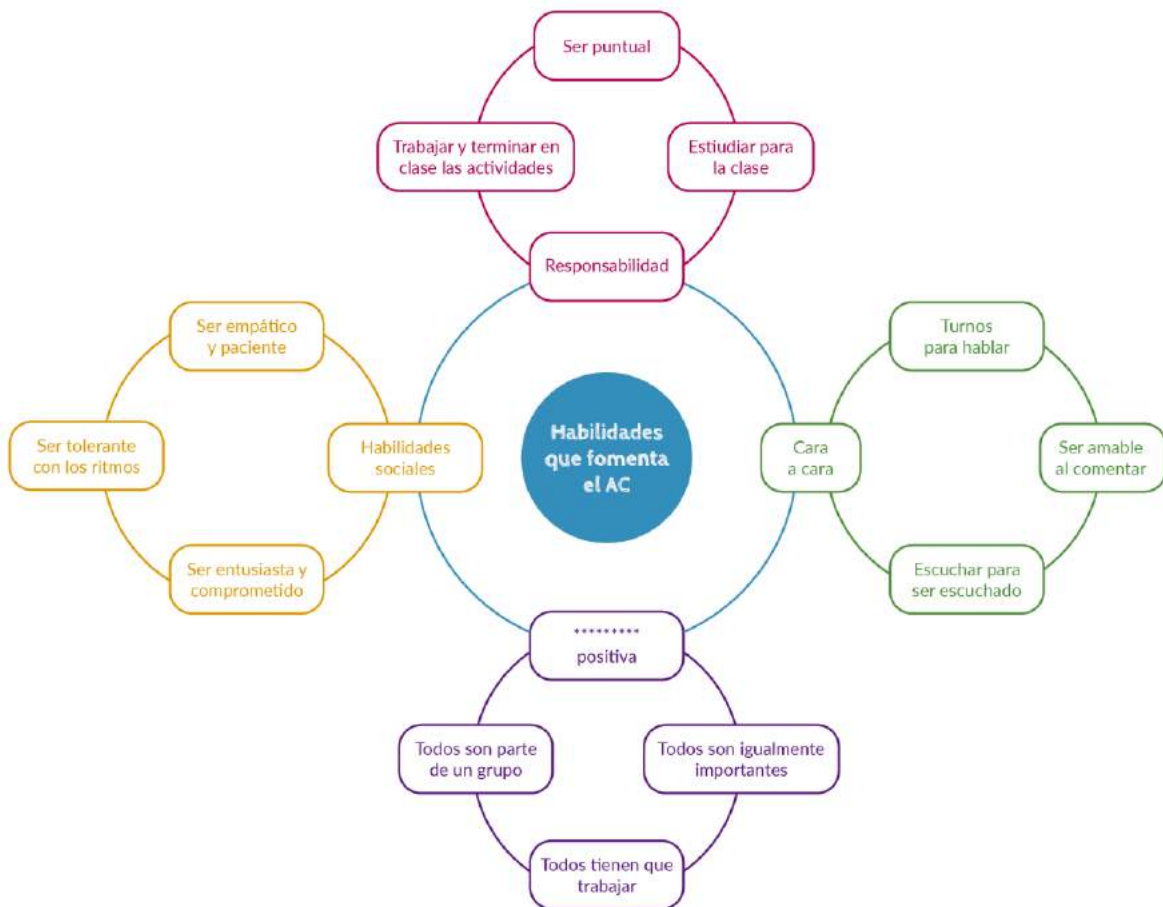 Ser puntual
Trabajar y terminar en
clase las actividades
Estiudiar para
la clase
Responsabilidad
Ser empático
y paciente
Ser tolerante
con los ritmos
Habilidades
sociales
Ser entusiasta y
comprometido
Habilidades
que fomenta
el AC
Turnos
para hablar
Cara
a cara
Ser amable
al comentar
Escuchar para
ser escuchado
*********
positiva
Todos son parte
de un grupo
Todos son igualmente
importantes
Todos tienen que
trabajar